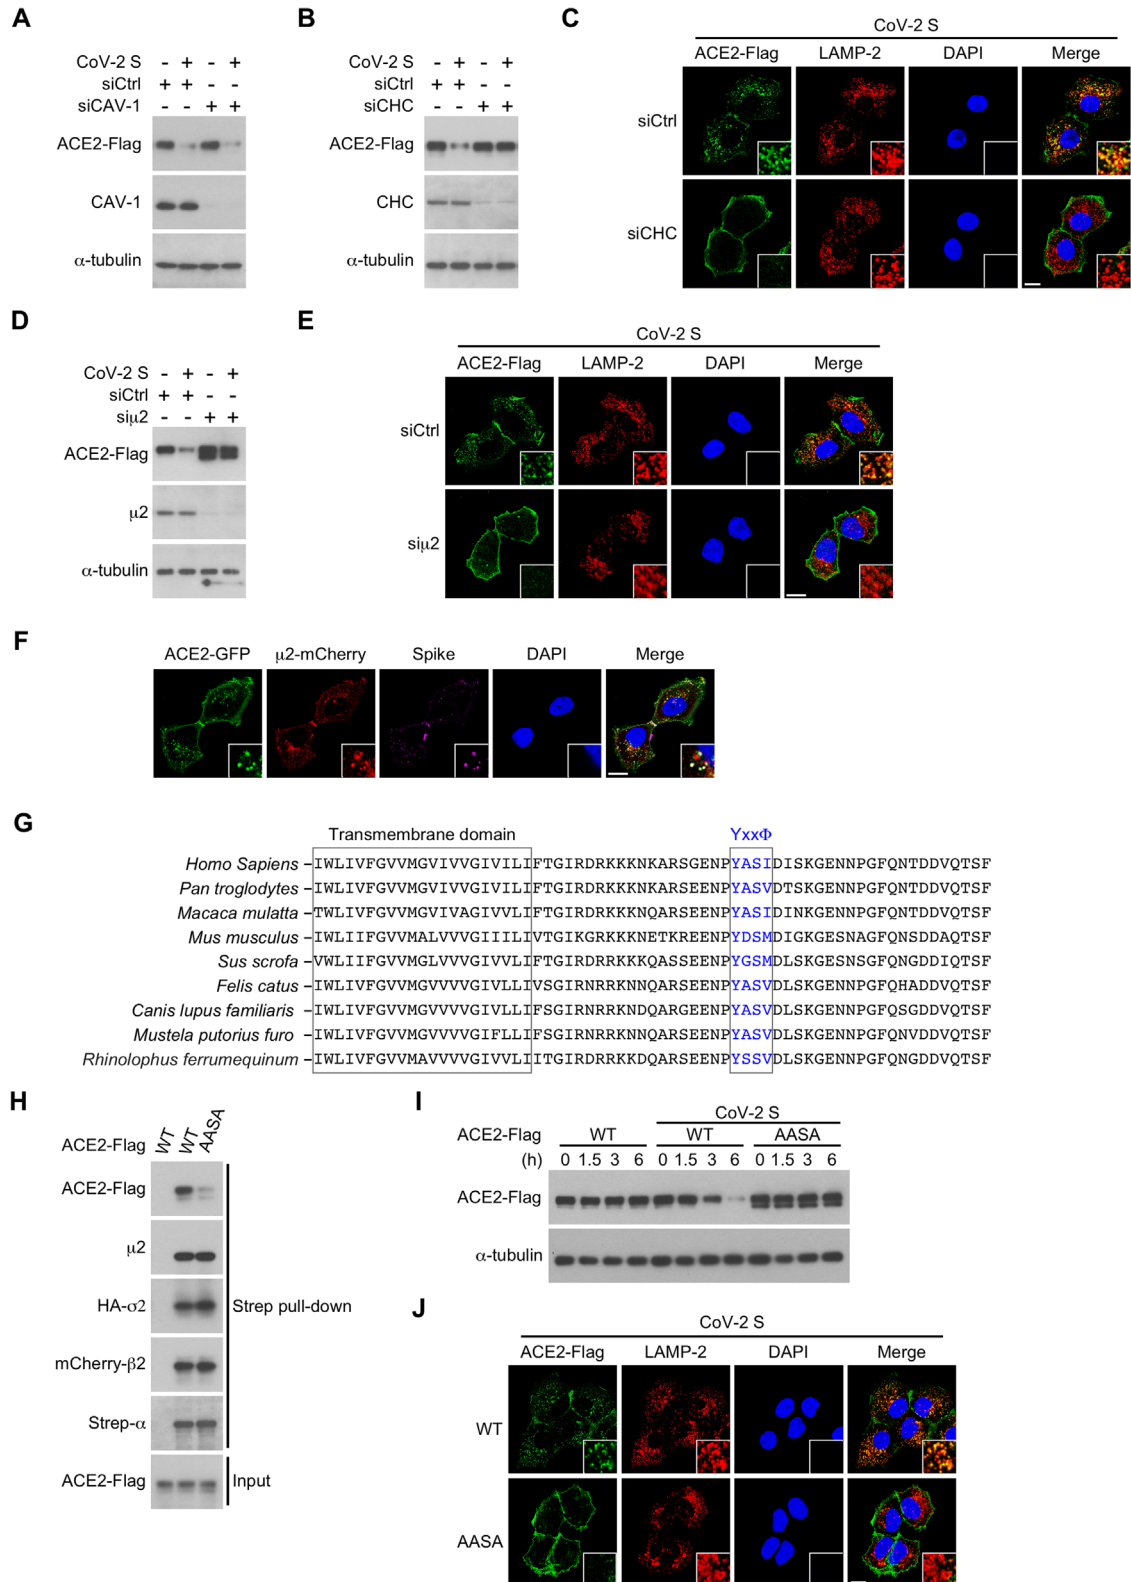 A
CoV-2 S - + - +
siCtrl + + - -
siCAV-1 - - + +
ACE2-Flag
CAV-1
α-tubulin
B
CoV-2 S - + - +
siCtrl + + - -
siCHC - - + +
ACE2-Flag
CHC
α-tubulin
C
CoV-2 S
ACE2-Flag LAMP-2 DAPI Merge
siCtrl
siCHC
D
CoV-2 S - + - +
siCtrl + + - -
siμ2 - - + +
ACE2-Flag
μ2
α-tubulin
E
CoV-2 S
ACE2-Flag LAMP-2 DAPI Merge
siCtrl
siμ2
F
ACE2-GFP μ2-mCherry Spike DAPI Merge
G
Transmembrane domain YxxΦ
Homo Sapiens – IWLIVFGVVMGVIVVGIVILIFTGIRDRKKKNKARSGENPYASIDISKGENNPGFQNTDDVQTSF
Pan troglodytes – IWLIVFGVVMGVIVVGIVILIFTGIRDRKKKNKARSEENPYASVDTSKGENNPGFQNTDDVQTSF
Macaca mulatta – TWLIVFGVVMGVIVAGIVVLIFTGIRDRKKKNQARSEENPYASIDINKGENNPGFQNTDDVQTSF
Mus musculus – IWLIIFGVVMALVVVGIIILIVTGIKGRKKKNETKREENPYDSMDIGKGESNAGFQNSDDAQTSF
Sus scrofa – VWLIIFGVVMGLVVVGIVVLIFTGIRDRRKKKQASSEENPYGSMDLSKGESNSGFQNGDDIQTSF
Felis catus – IWLIVFGVVMGVVVVGIVLLIVSGIRNRRKNNQARSEENPYASVDLSKGENNPGFQHADDVQTSF
Canis lupus familiaris – IWLIVFGVVMGVVVVGIVLLIFSGIRNRRKNDQARGEENPYASVDLSKGENNPGFQSGDDVQTSF
Mustela putorius furo – IWLIVFGVVMGVVVVGIFLLIFSGIRNRRKNDQARSEENPYASVDLSKGENNPGFQNVDDVQTSF
Rhinolophus ferrumequinum – IWLIVFGVVMAVVVVGIVVLIITGIRDRRKKDQARSEENPYSSVDLSKGENNPGFQNGDDVQTSF
H
ACE2-Flag WT WT AASA
ACE2-Flag
μ2
HA-σ2
mCherry-β2
Strep-α
Strep pull-down
ACE2-Flag
Input
I
CoV-2 S
ACE2-Flag WT WT AASA
(h) 0 1.5 3 6 0 1.5 3 6 0 1.5 3 6
ACE2-Flag
α-tubulin
J
CoV-2 S
ACE2-Flag LAMP-2 DAPI Merge
WT
AASA